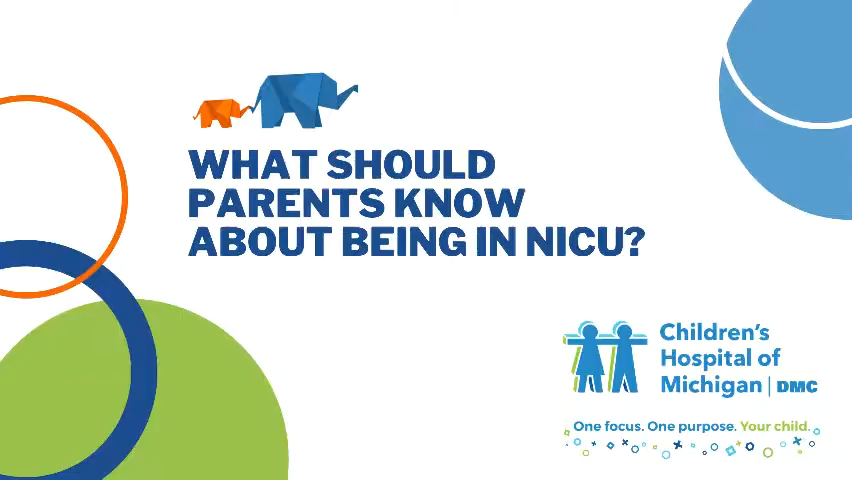 WHAT SHOULD
PARENTS KNOW
ABOUT BEING IN NICU?
Children's
Hospital of
Michigan | DMC
One focus. One purpose. Your child.